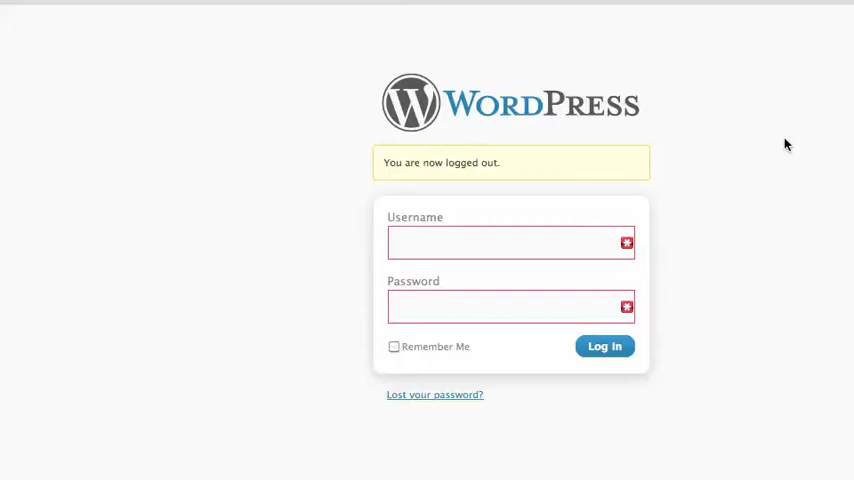 WORDPRESS
You are now logged out.
Username
Password
Remember Me
Log In
Lost your password?